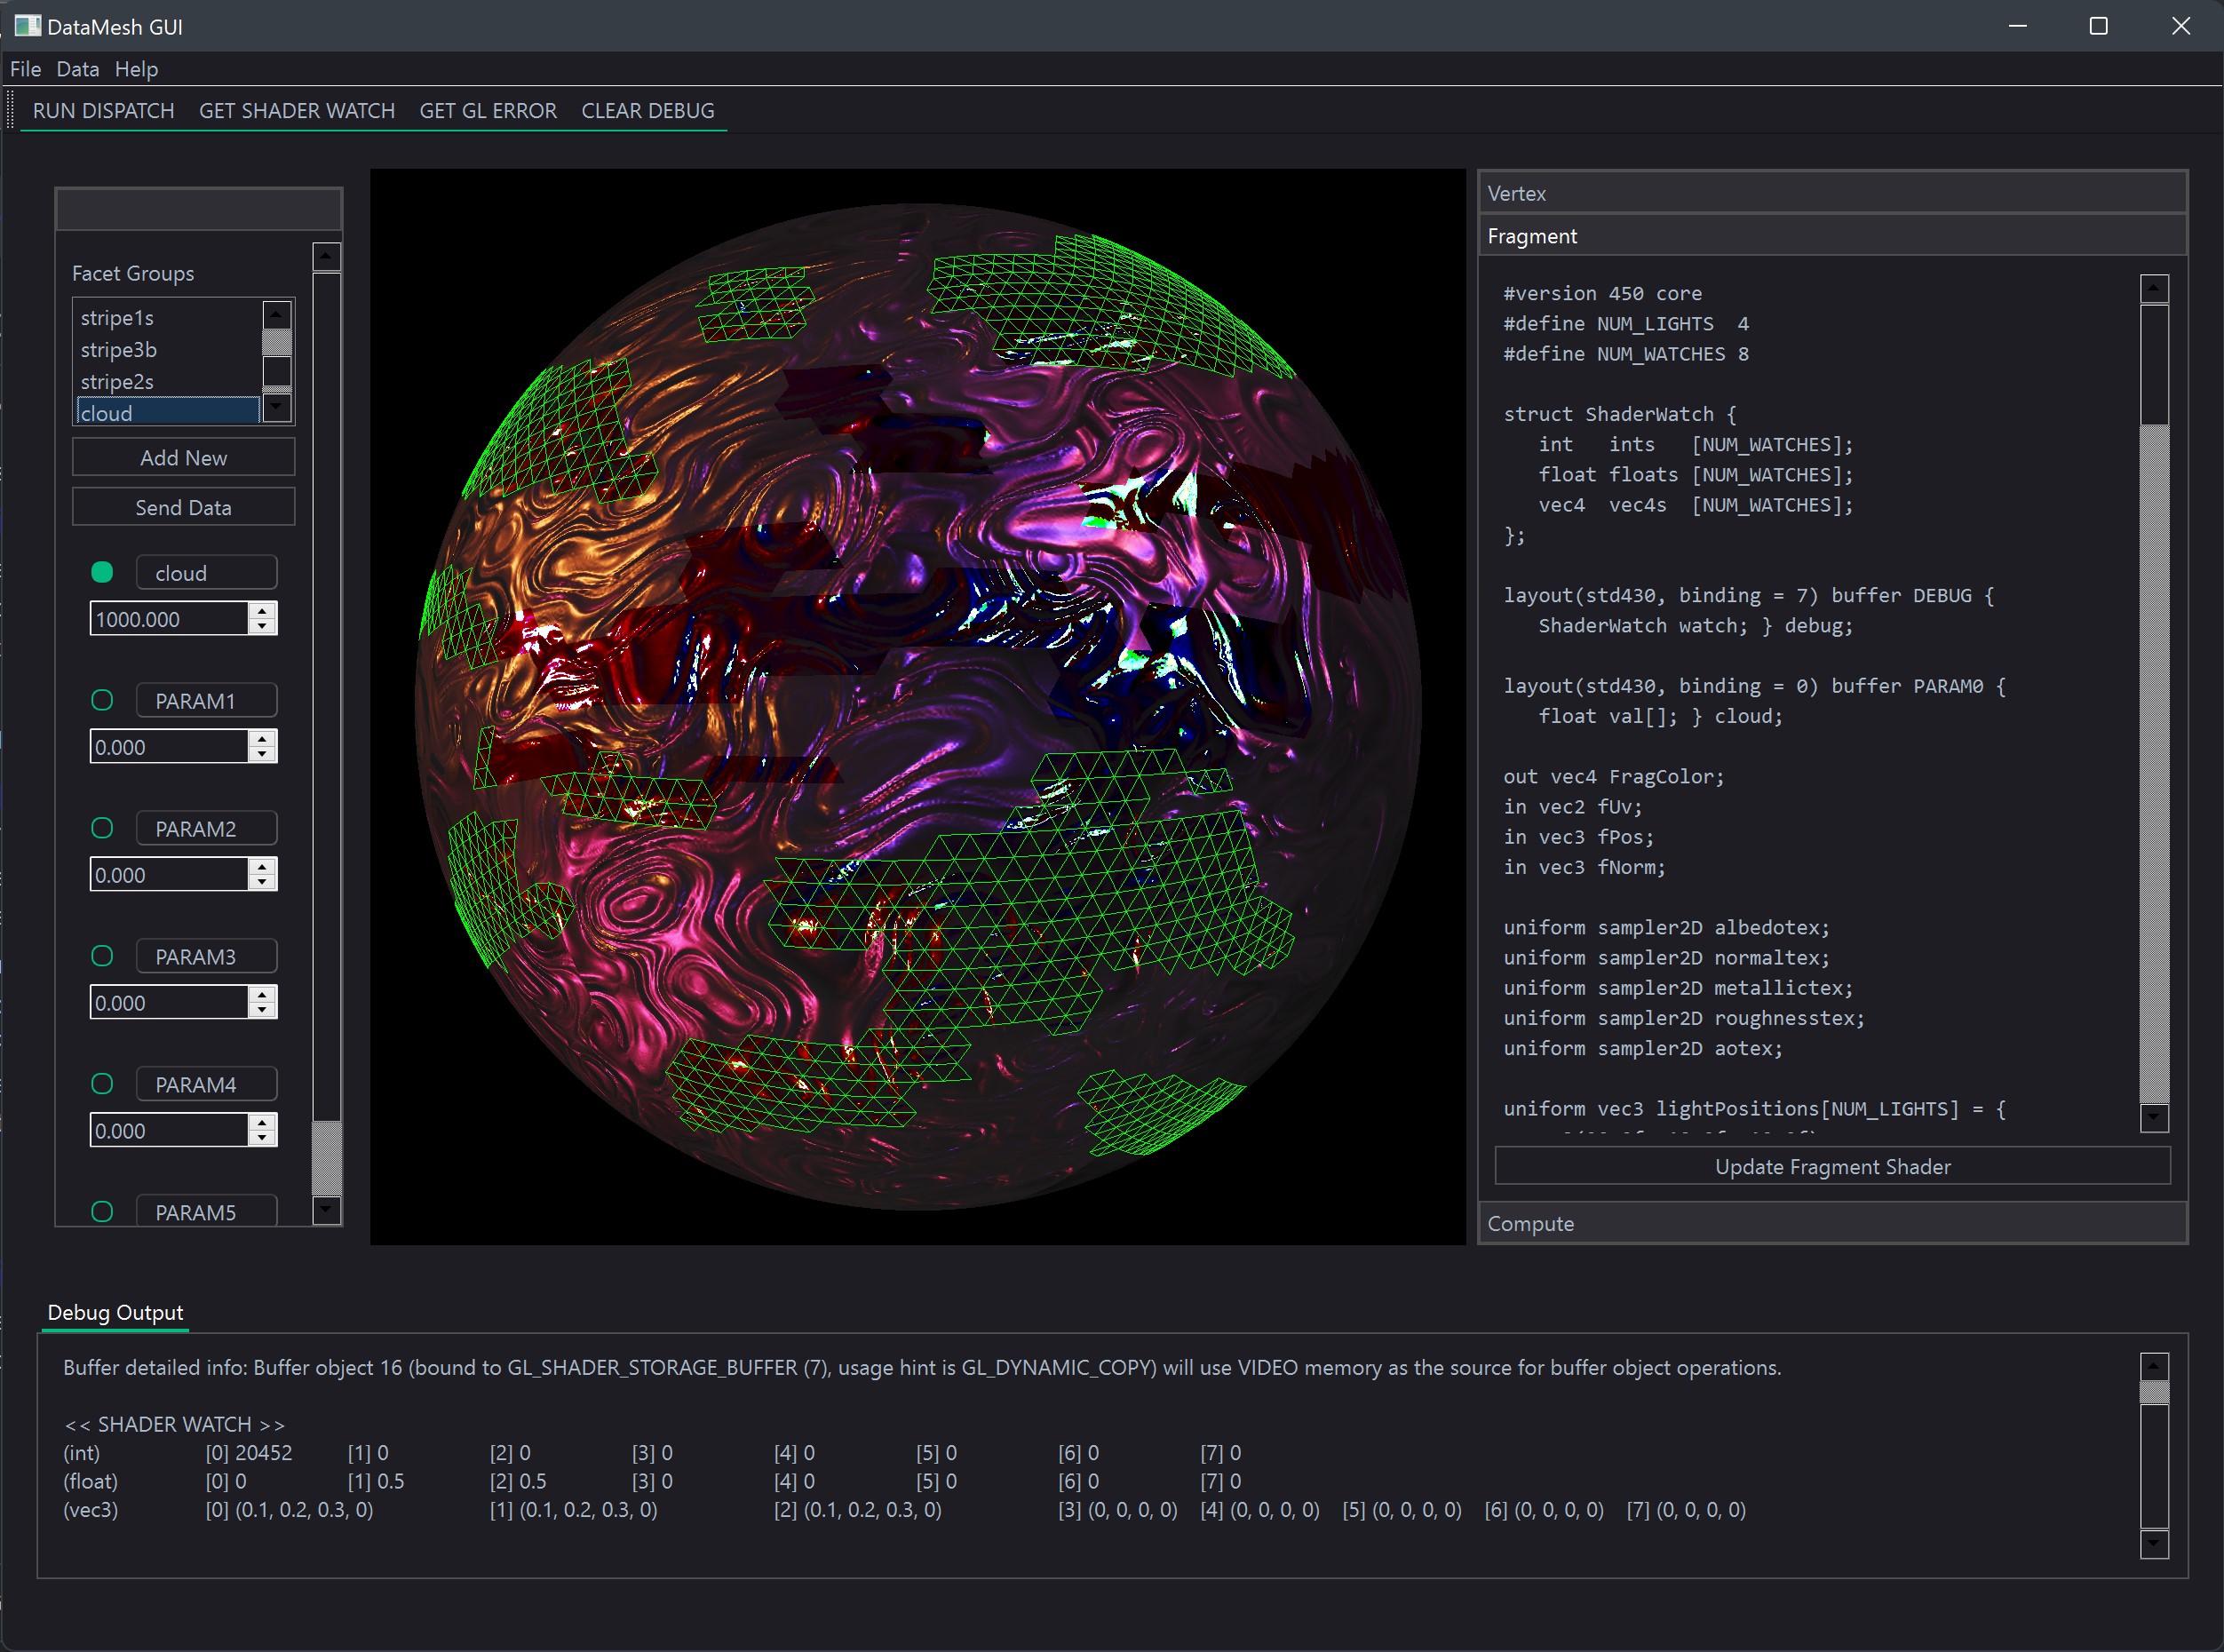 DataMesh GUI
File Data Help
RUN DISPATCH GET SHADER WATCH GET GL ERROR CLEAR DEBUG
Facet Groups
stripe1s
stripe3b
stripe2s
cloud
Add New
Send Data
cloud
1000.000
PARAM1
0.000
PARAM2
0.000
PARAM3
0.000
PARAM4
0.000
PARAM5
Vertex
Fragment
#version 450 core
#define NUM_LIGHTS  4
#define NUM_WATCHES 8
struct ShaderWatch {
   int   ints   [NUM_WATCHES];
   float floats [NUM_WATCHES];
   vec4  vec4s  [NUM_WATCHES];
};
layout(std430, binding = 7) buffer DEBUG {
   ShaderWatch watch; } debug;
layout(std430, binding = 0) buffer PARAM0 {
   float val[]; } cloud;
out vec4 FragColor;
in vec2 fUv;
in vec3 fPos;
in vec3 fNorm;
uniform sampler2D albedotex;
uniform sampler2D normaltex;
uniform sampler2D metallictex;
uniform sampler2D roughnesstex;
uniform sampler2D aotex;
uniform vec3 lightPositions[NUM_LIGHTS] = {
Update Fragment Shader
Compute
Debug Output
Buffer detailed info: Buffer object 16 (bound to GL_SHADER_STORAGE_BUFFER (7), usage hint is GL_DYNAMIC_COPY) will use VIDEO memory as the source for buffer object operations.
<< SHADER WATCH >>
(int) [0] 20452 [1] 0 [2] 0 [3] 0 [4] 0 [5] 0 [6] 0 [7] 0
(float) [0] 0 [1] 0.5 [2] 0.5 [3] 0 [4] 0 [5] 0 [6] 0 [7] 0
(vec3) [0] (0.1, 0.2, 0.3, 0) [1] (0.1, 0.2, 0.3, 0) [2] (0.1, 0.2, 0.3, 0) [3] (0, 0, 0, 0) [4] (0, 0, 0, 0) [5] (0, 0, 0, 0) [6] (0, 0, 0, 0) [7] (0, 0, 0, 0)